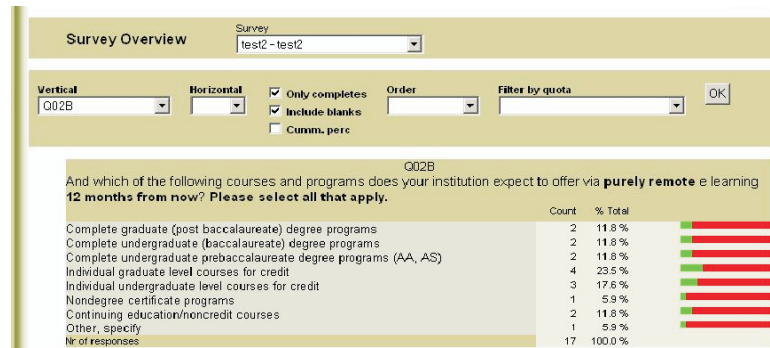 Survey Overview
Survey
test2 - test2
Vertical
Q02B
Horizontal
Only completes
Include blanks
Cumm. perc
Order
Filter by quota
OK
Q02B
And which of the following courses and programs does your institution expect to offer via purely remote e learning
12 months from now? Please select all that apply.
Count % Total
Complete graduate (post baccalaureate) degree programs 2 11.8 %
Complete undergraduate (baccalaureate) degree programs 2 11.8 %
Complete undergraduate prebaccalaureate degree programs (AA, AS) 2 11.8 %
Individual graduate level courses for credit 4 23.5 %
Individual undergraduate level courses for credit 3 17.6 %
Nondegree certificate programs 1 5.9 %
Continuing education/noncredit courses 2 11.8 %
Other, specify 1 5.9 %
Nr of responses 17 100.0 %